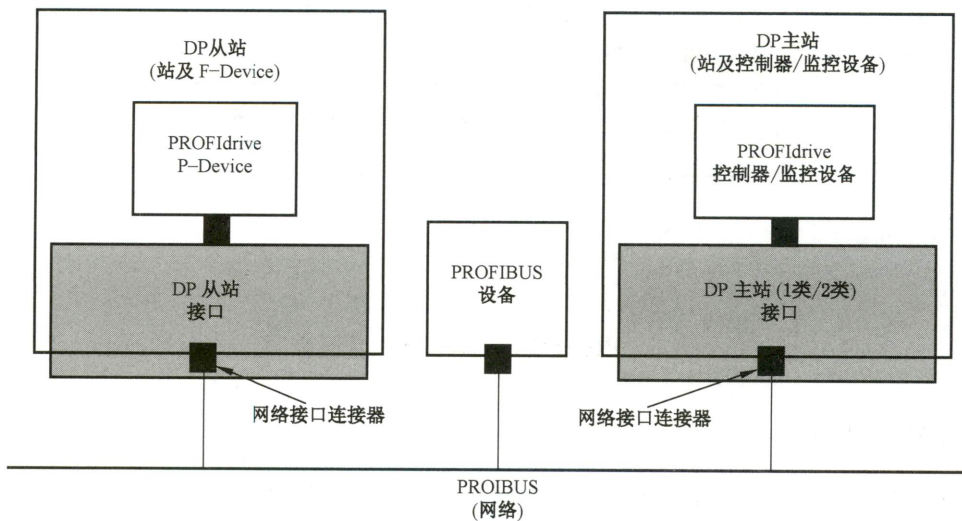 DP从站
(站及 F-Device)
PROFIdrive
P-Device
DP 从站
接口
网络接口连接器
PROFIBUS
设备
DP主站
(站及控制器/监控设备)
PROFIdrive
控制器/监控设备
DP 主站 (1类/2类)
接口
网络接口连接器
PROIBUS
(网络)